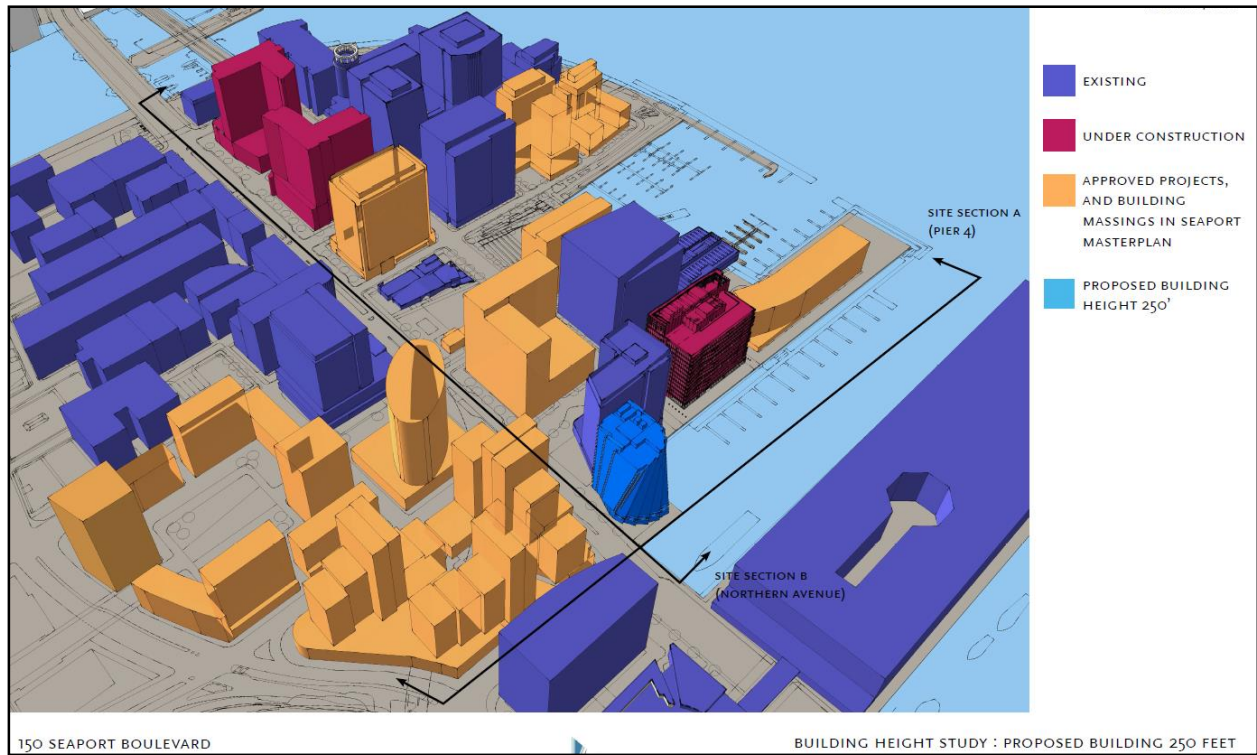 EXISTING
UNDER CONSTRUCTION
APPROVED PROJECTS,
AND BUILDING
MASSINGS IN SEAPORT
MASTERPLAN
PROPOSED BUILDING
HEIGHT 250'
SITE SECTION A
(PIER 4)
SITE SECTION B
(NORTHERN AVENUE)
150 SEAPORT BOULEVARD
BUILDING HEIGHT STUDY : PROPOSED BUILDING 250 FEET